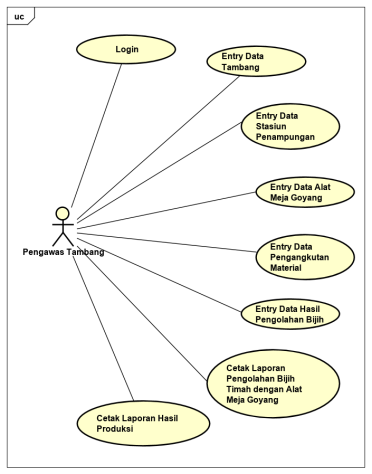 uc
Login
Entry Data
Tambang
Entry Data
Stasiun
Penampungan
Entry Data Alat
Meja Goyang
Pengawas Tambang
Entry Data
Pengangkutan
Material
Entry Data Hasil
Pengolahan Bijih
Cetak Laporan
Pengolahan Bijih
Timah dengan Alat
Meja Goyang
Cetak Laporan Hasil
Produksi